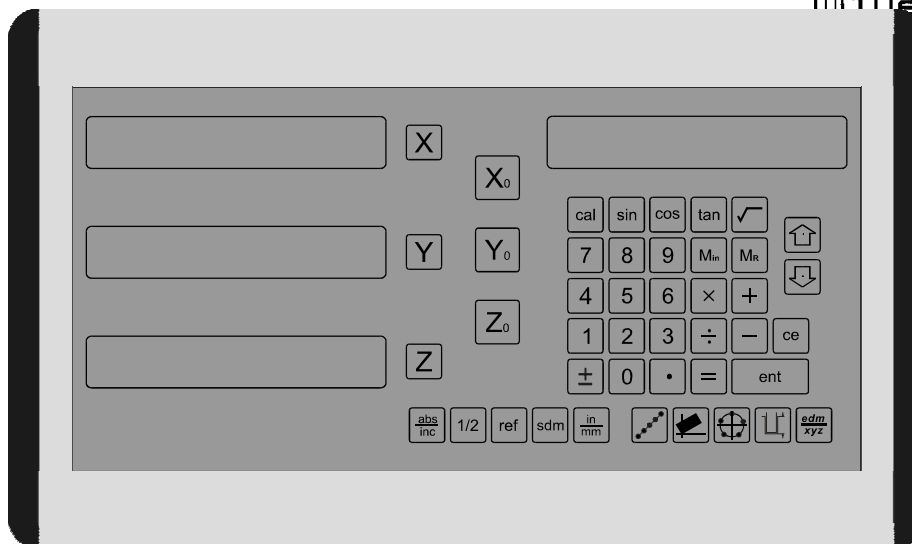 X
X₀
cal sin cos tan √
Y
Y₀
7 8 9 Min MR
4 5 6 × +
Z₀
1 2 3 ÷ − ce
Z
± 0 . = ent
abs/inc 1/2 ref sdm in/mm edm/xyz